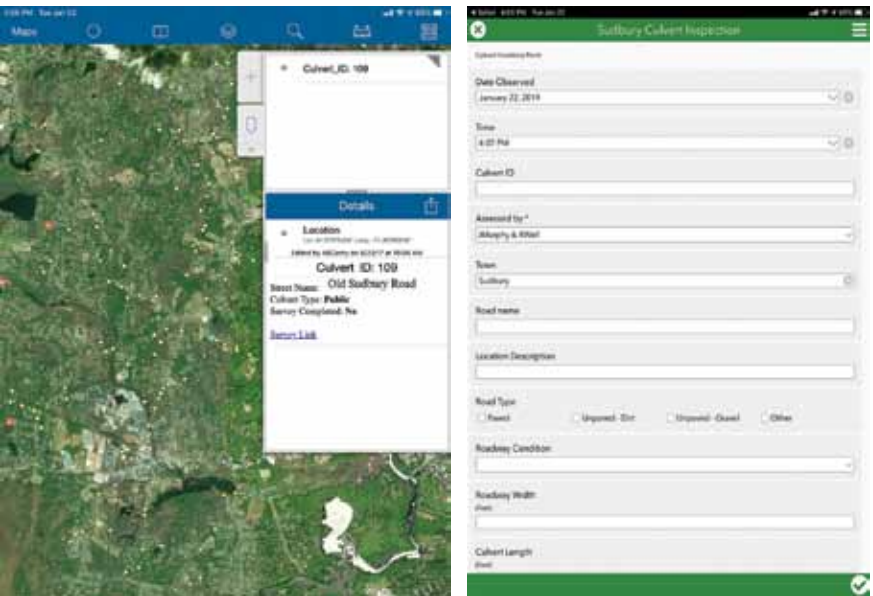 Maps
Culvert_ID: 109
Details
Location
Culvert ID: 109
Street Name: Old Sudbury Road
Culvert Type: Public
Survey Completed: No
Survey Link
Sudbury Culvert Inspection
Culvert Inventory Form
Date Observed
January 22, 2019
Time
4:07 PM
Culvert ID
Assessed by *
Town
Sudbury
Road name
Location Description
Road Type
Paved Unpaved - Dirt Unpaved - Gravel Other
Roadway Condition
Roadway Width
(Feet)
Culvert Length
(Feet)